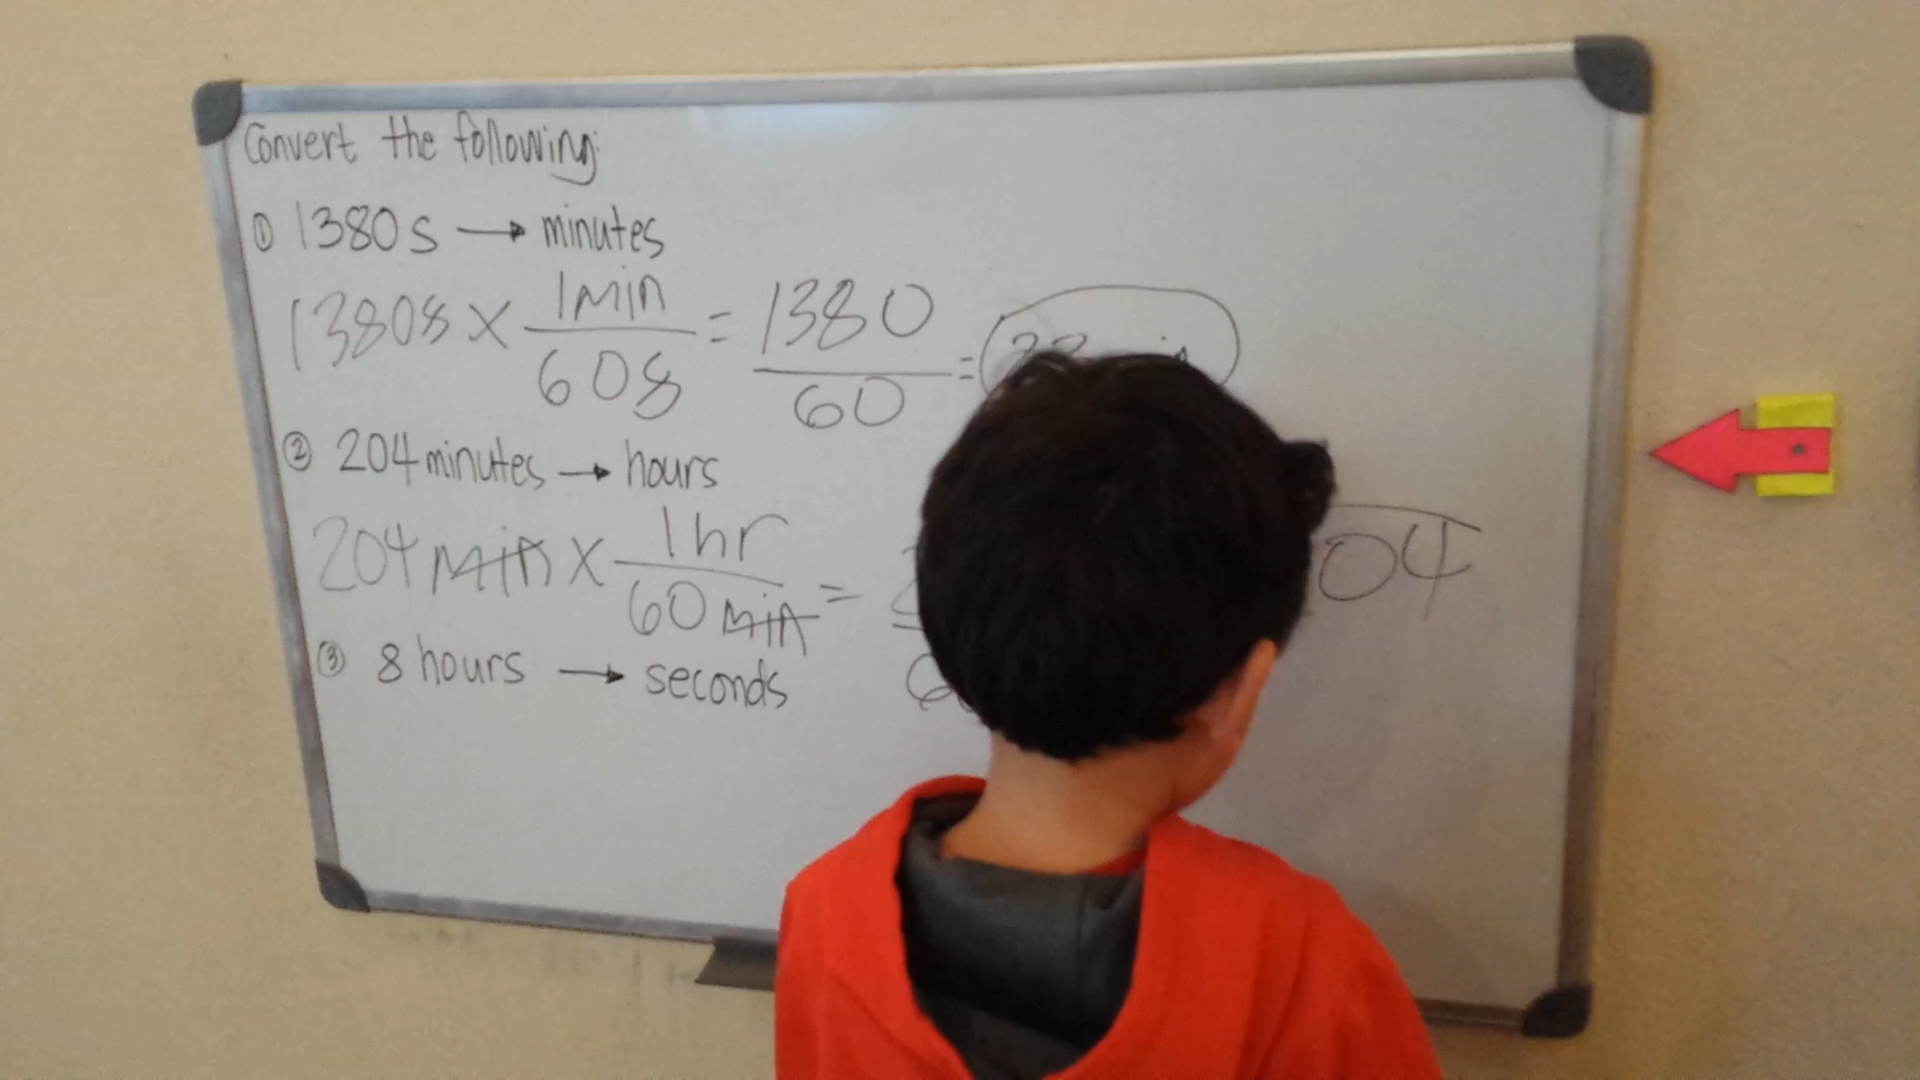 Convert the following:
① 1380s → minutes
1380s × 1min/60s = 1380/60 =
② 204 minutes → hours
204 min × 1hr/60 min =
04
③ 8 hours → seconds